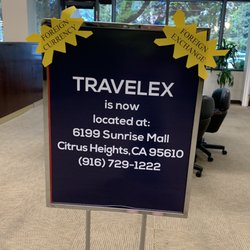 FOREIGN
CURRENCY
FOREIGN
EXCHANGE
TRAVELEX
is now
located at:
6199 Sunrise Mall
Citrus Heights,CA 95610
(916) 729-1222